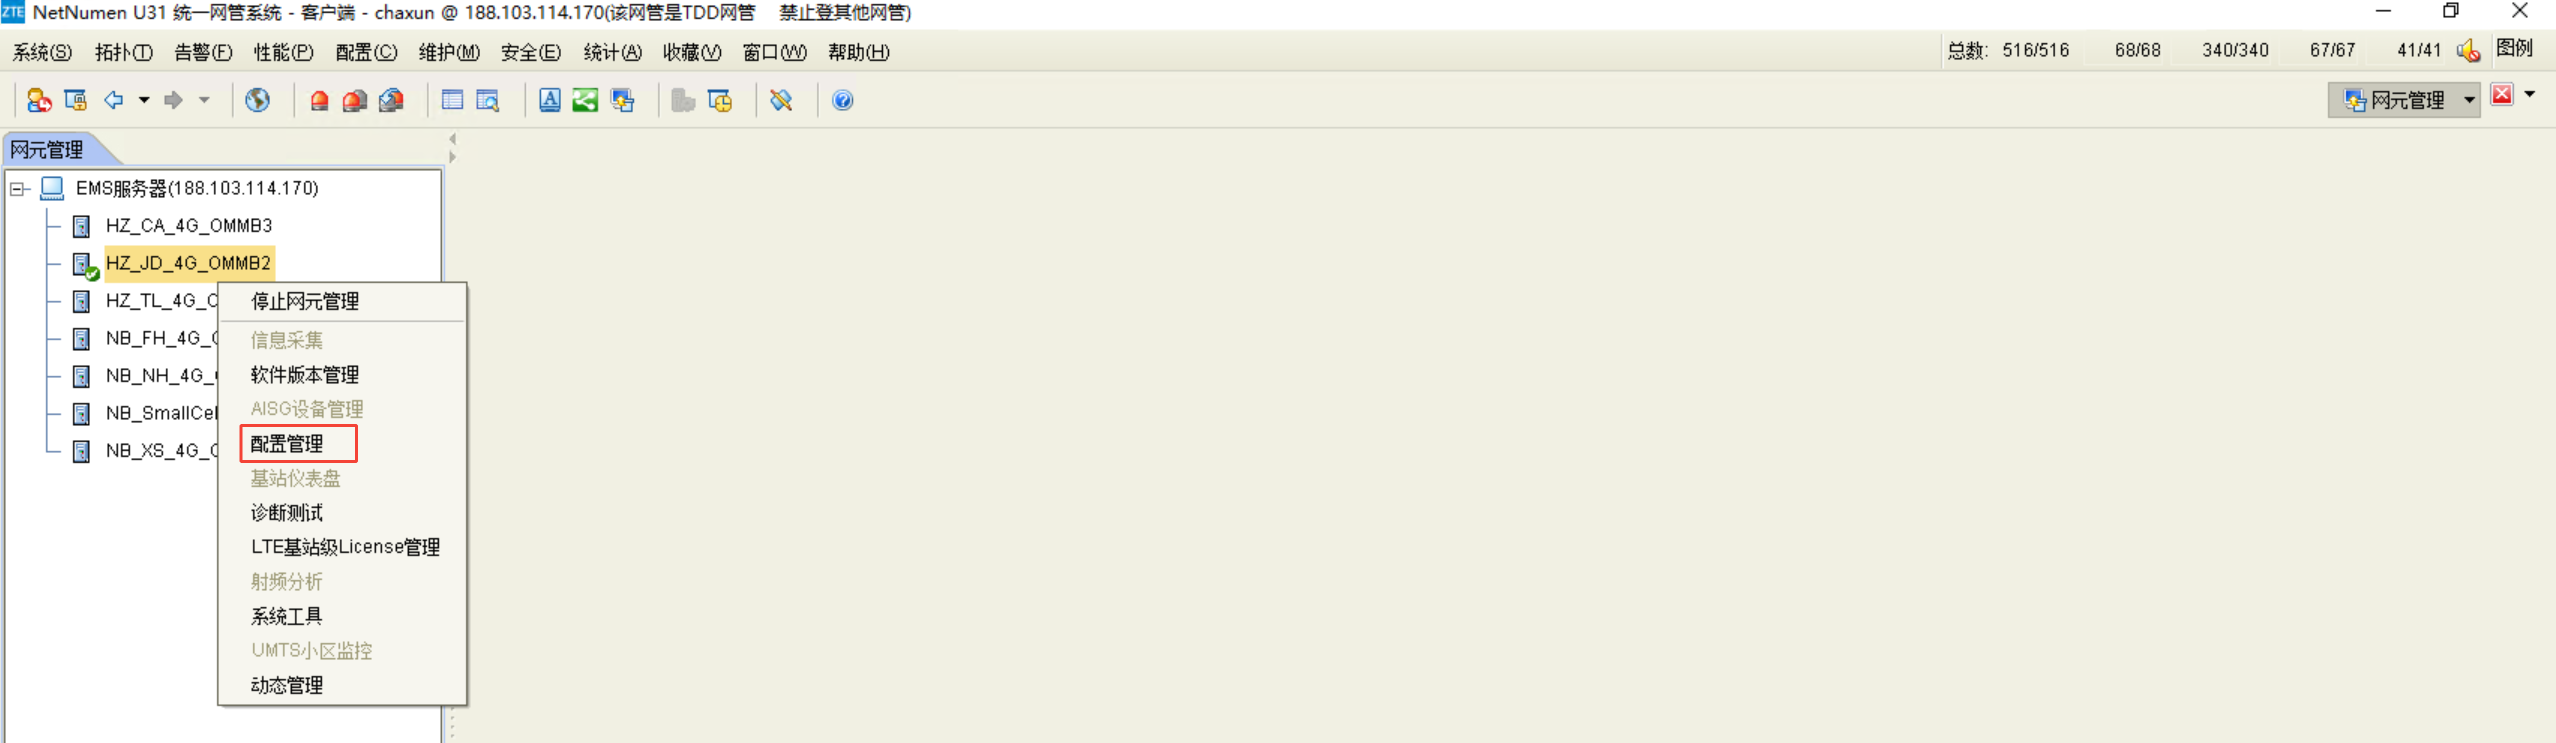 ZTE NetNumen U31 统一网管系统 - 客户端 - chaxun @ 188.103.114.170(该网管是TDD网管 禁止登其他网管)
系统(S) 拓扑(T) 告警(F) 性能(P) 配置(C) 维护(M) 安全(E) 统计(A) 收藏(V) 窗口(W) 帮助(H) 总数: 516/516 68/68 340/340 67/67 41/41 图例
网元管理
网元管理
EMS服务器(188.103.114.170)
HZ_CA_4G_OMMB3
HZ_JD_4G_OMMB2
HZ_TL_4G_
NB_FH_4G_
NB_NH_4G_
NB_SmallCel
NB_XS_4G_
停止网元管理
信息采集
软件版本管理
AISG设备管理
配置管理
基站仪表盘
诊断测试
LTE基站级License管理
射频分析
系统工具
UMTS小区监控
动态管理